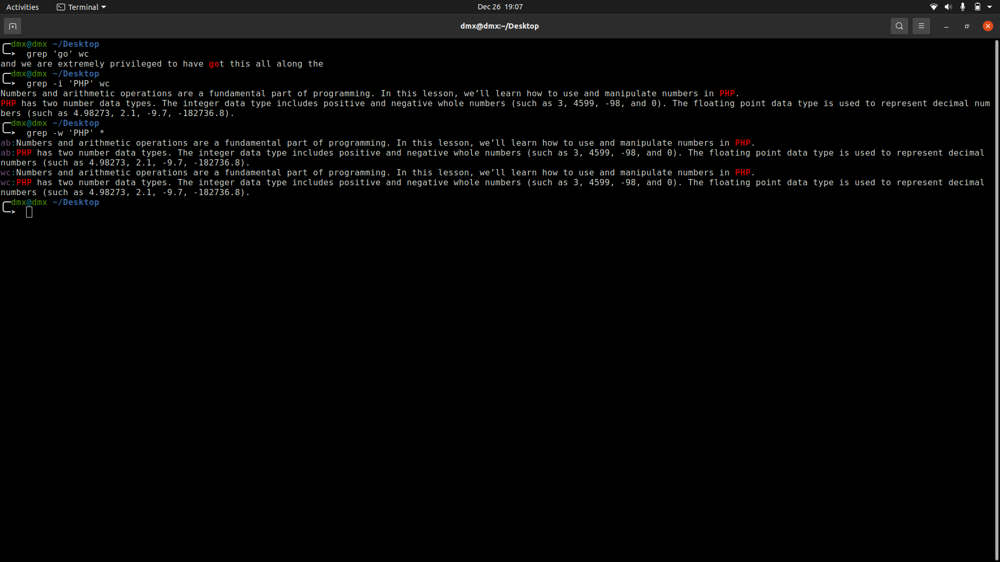 Activities Terminal Dec 26 19:07
dmx@dmx:~/Desktop
dmx@dmx ~/Desktop
➤ grep 'go' wc
and we are extremely privileged to have got this all along the
dmx@dmx ~/Desktop
➤ grep -i 'PHP' wc
Numbers and arithmetic operations are a fundamental part of programming. In this lesson, we’ll learn how to use and manipulate numbers in PHP.
PHP has two number data types. The integer data type includes positive and negative whole numbers (such as 3, 4599, -98, and 0). The floating point data type is used to represent decimal num
bers (such as 4.98273, 2.1, -9.7, -182736.8).
dmx@dmx ~/Desktop
➤ grep -w 'PHP' *
ab:Numbers and arithmetic operations are a fundamental part of programming. In this lesson, we’ll learn how to use and manipulate numbers in PHP.
ab:PHP has two number data types. The integer data type includes positive and negative whole numbers (such as 3, 4599, -98, and 0). The floating point data type is used to represent decimal
numbers (such as 4.98273, 2.1, -9.7, -182736.8).
wc:Numbers and arithmetic operations are a fundamental part of programming. In this lesson, we’ll learn how to use and manipulate numbers in PHP.
wc:PHP has two number data types. The integer data type includes positive and negative whole numbers (such as 3, 4599, -98, and 0). The floating point data type is used to represent decimal
numbers (such as 4.98273, 2.1, -9.7, -182736.8).
dmx@dmx ~/Desktop
➤